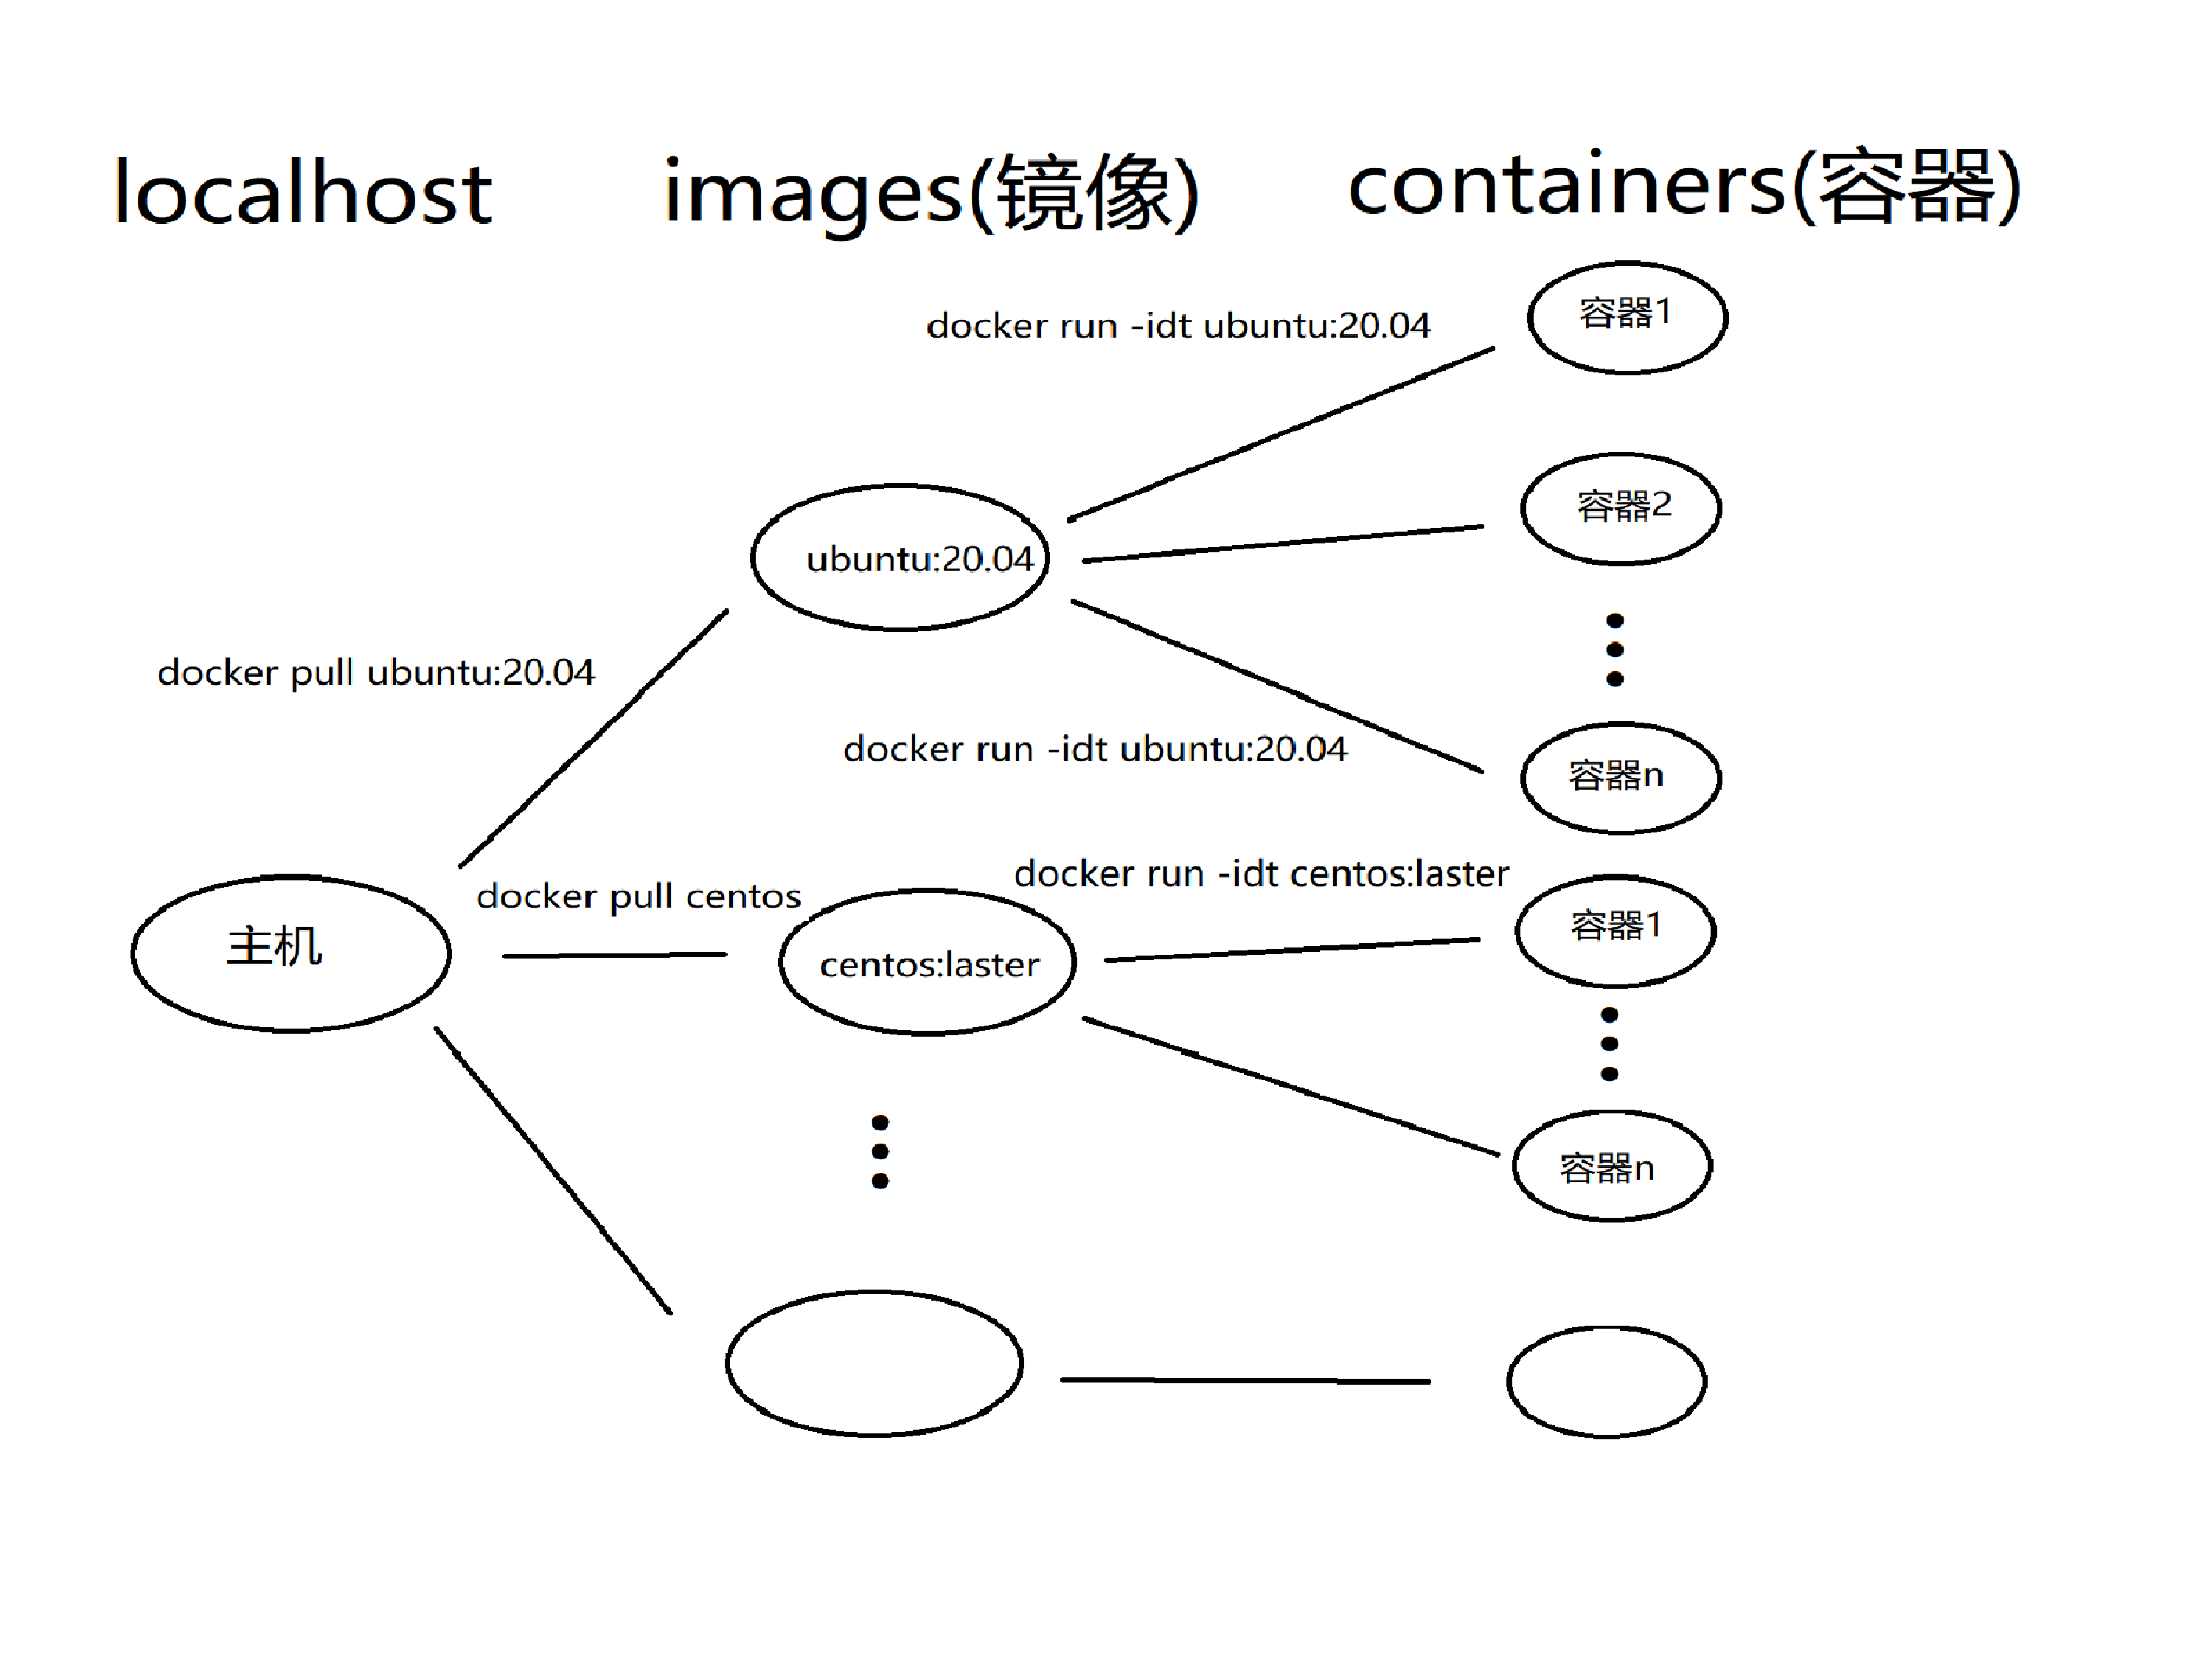 localhost
images(镜像)
containers(容器)
容器1
docker run -idt ubuntu:20.04
容器2
ubuntu:20.04
docker pull ubuntu:20.04
docker run -idt ubuntu:20.04
容器n
docker run -idt centos:laster
docker pull centos
容器1
主机
centos:laster
容器n